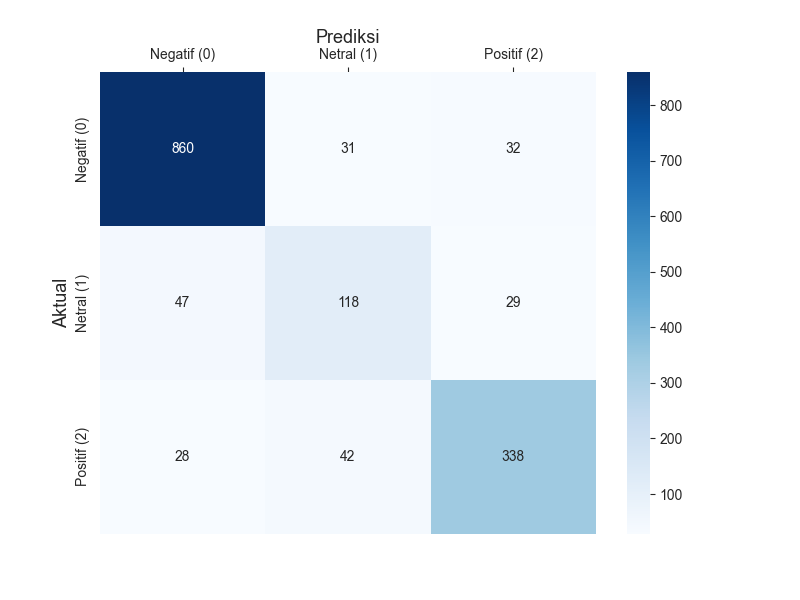 Prediksi
Negatif (0) Netral (1) Positif (2)
Aktual
Negatif (0) 860 31 32
Netral (1) 47 118 29
Positif (2) 28 42 338
800
700
600
500
400
300
200
100